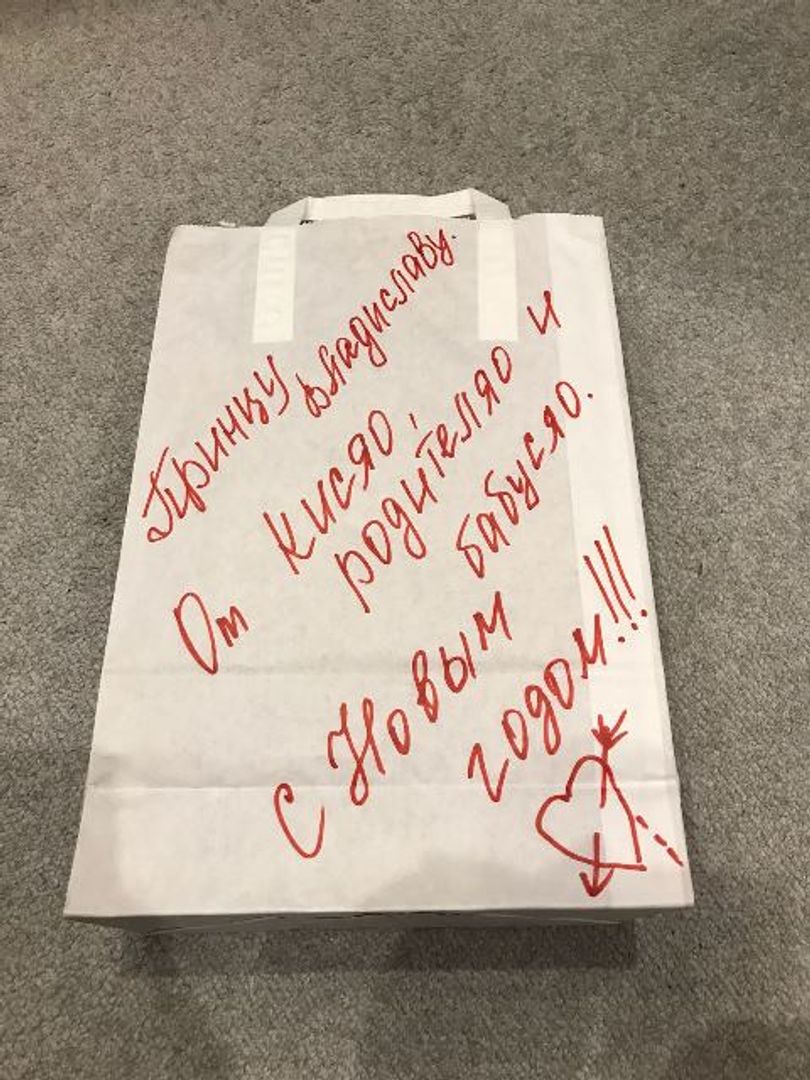 Принцу Владиславу.
От кисяо,
родителяо и
бабусяо.
С Новым
годом!!!